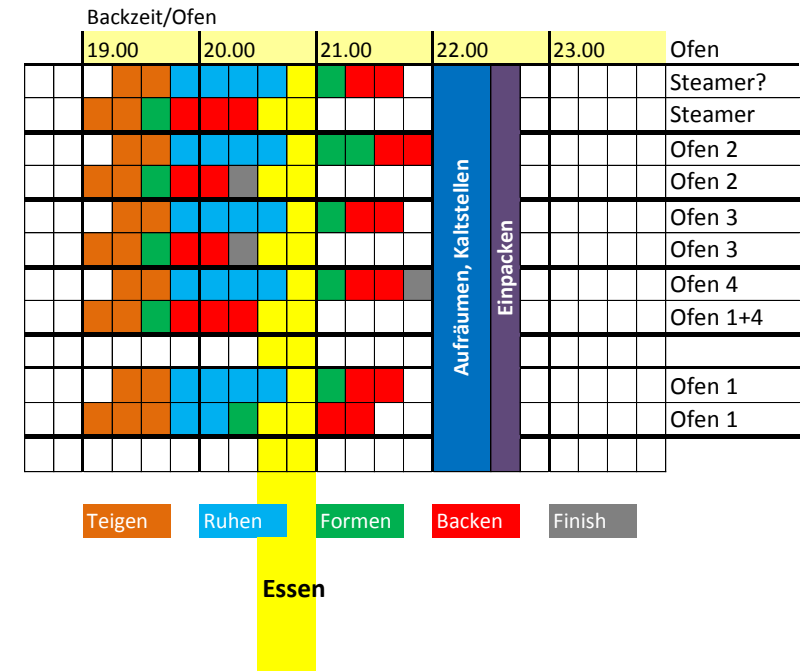 Backzeit/Ofen
19.00 20.00 21.00 22.00 23.00 Ofen
Steamer?
Steamer
Ofen 2
Ofen 2
Ofen 3
Ofen 3
Ofen 4
Ofen 1+4
Ofen 1
Ofen 1
Aufräumen, Kaltstellen
Einpacken
Teigen Ruhen Formen Backen Finish
Essen